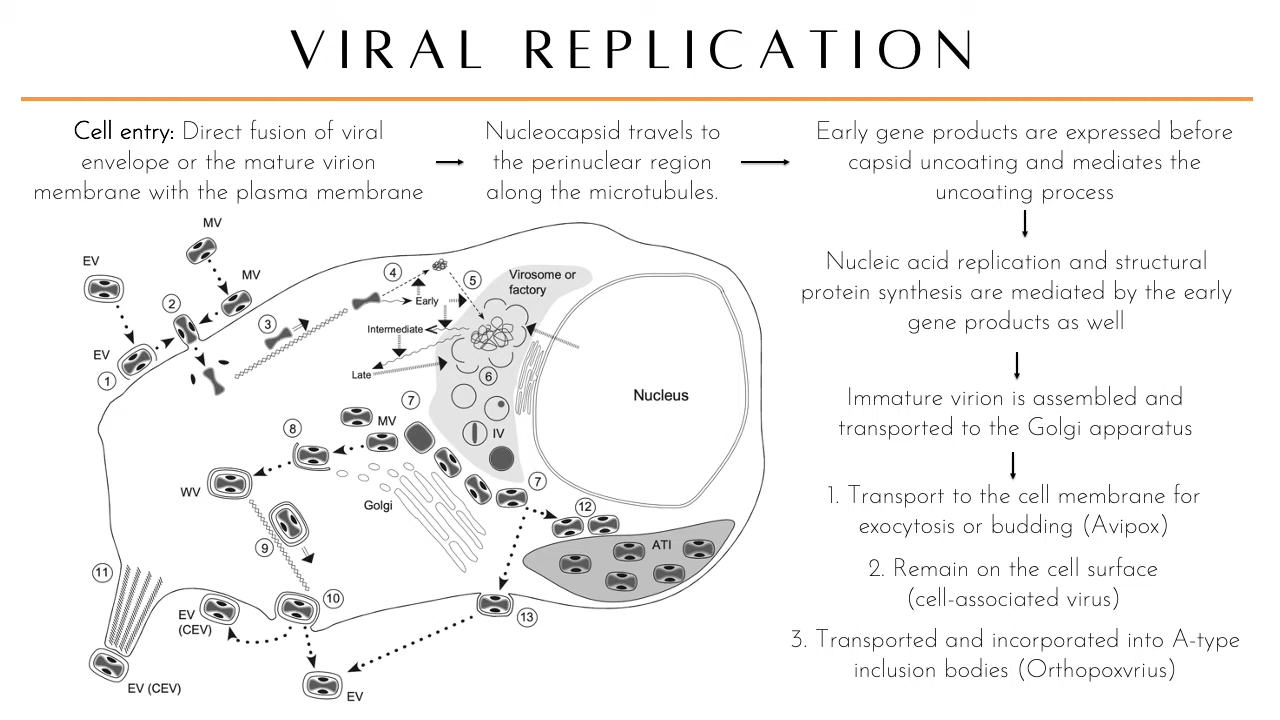 VIRAL REPLICATION
Cell entry: Direct fusion of viral
envelope or the mature virion
membrane with the plasma membrane
Nucleocapsid travels to
the perinuclear region
along the microtubules.
Early gene products are expressed before
capsid uncoating and mediates the
uncoating process
Nucleic acid replication and structural
protein synthesis are mediated by the early
gene products as well
Immature virion is assembled and
transported to the Golgi apparatus
1. Transport to the cell membrane for
exocytosis or budding (Avipox)
2. Remain on the cell surface
(cell-associated virus)
3. Transported and incorporated into A-type
inclusion bodies (Orthopoxvrius)
MV
EV
MV
2
4
5
Virosome or
factory
3
Early
Intermediate
EV
1
Late
6
Nucleus
7
MV
IV
8
WV
Golgi
7
12
ATI
9
11
10
EV
(CEV)
13
EV (CEV)
EV